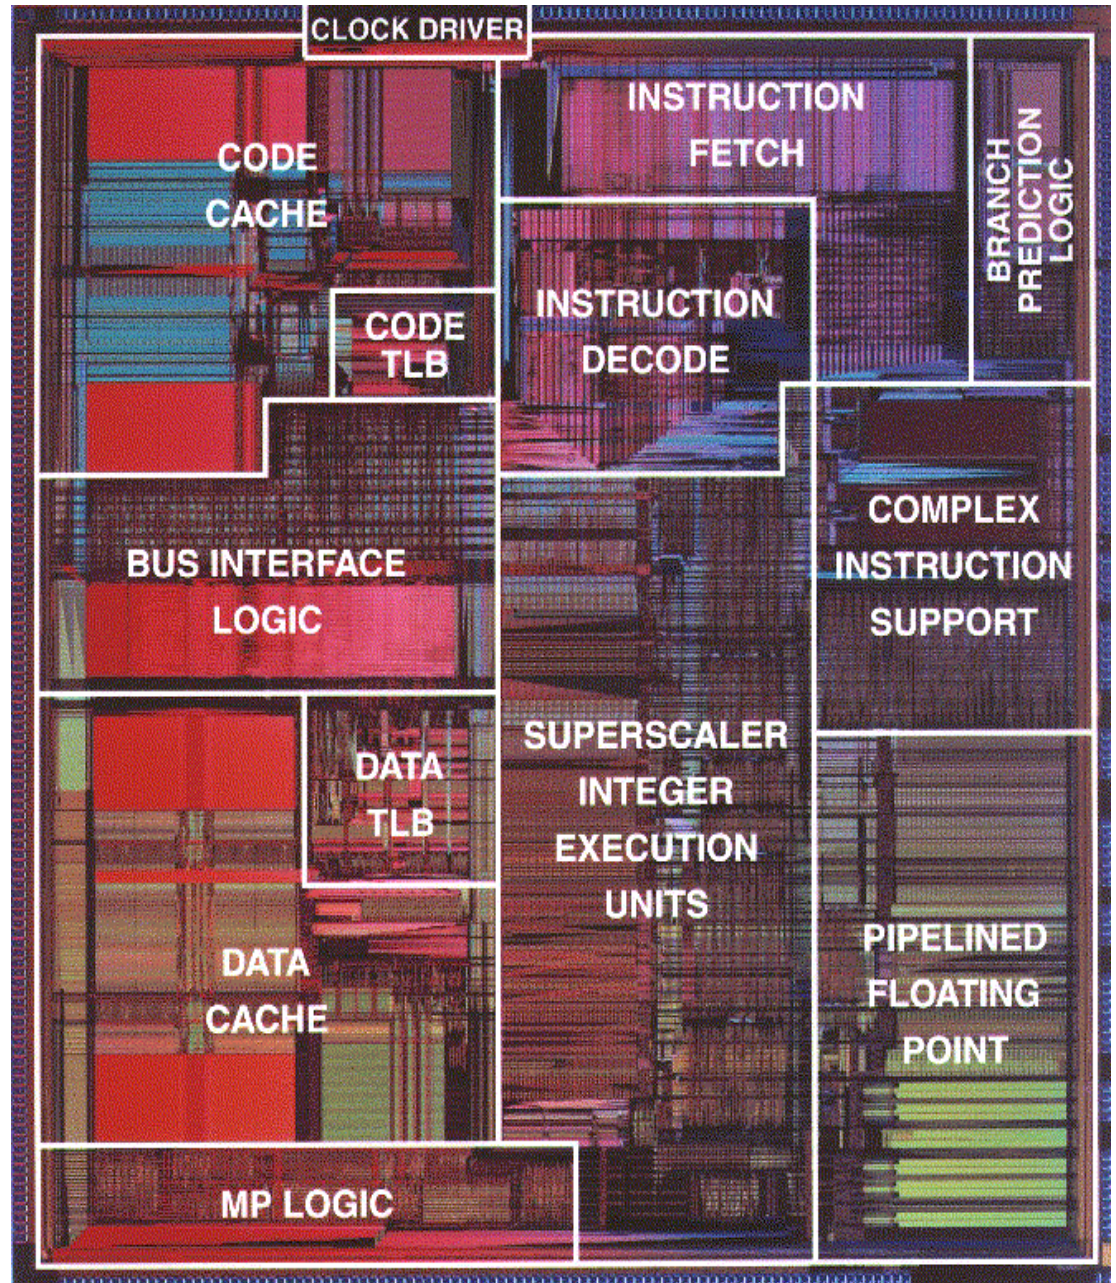 CLOCK DRIVER
CODE
CACHE
INSTRUCTION
FETCH
BRANCH
PREDICTION
LOGIC
CODE
TLB
INSTRUCTION
DECODE
BUS INTERFACE
LOGIC
COMPLEX
INSTRUCTION
SUPPORT
DATA
TLB
SUPERSCALER
INTEGER
EXECUTION
UNITS
DATA
CACHE
PIPELINED
FLOATING
POINT
MP LOGIC